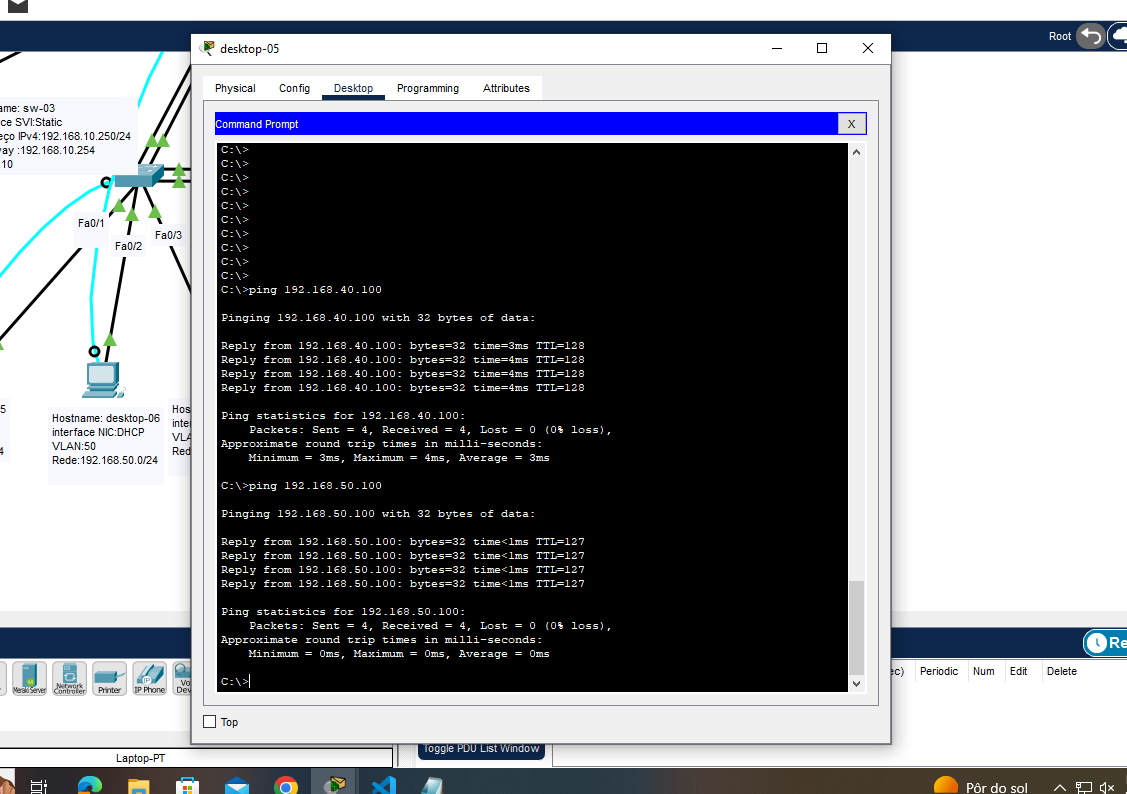 Root
desktop-05
Physical
Config
Desktop
Programming
Attributes
Command Prompt
X
ame: sw-03
ce SVI:Static
eço IPv4:192.168.10.250/24
vay :192.168.10.254
:10
Fa0/1
Fa0/2
Fa0/3
C:\>
C:\>
C:\>
C:\>
C:\>
C:\>
C:\>
C:\>
C:\>
C:\>
C:\>ping 192.168.40.100
Pinging 192.168.40.100 with 32 bytes of data:
Reply from 192.168.40.100: bytes=32 time=3ms TTL=128
Reply from 192.168.40.100: bytes=32 time=4ms TTL=128
Reply from 192.168.40.100: bytes=32 time=4ms TTL=128
Reply from 192.168.40.100: bytes=32 time=4ms TTL=128
Ping statistics for 192.168.40.100:
Packets: Sent = 4, Received = 4, Lost = 0 (0% loss),
Approximate round trip times in milli-seconds:
Minimum = 3ms, Maximum = 4ms, Average = 3ms
C:\>ping 192.168.50.100
Pinging 192.168.50.100 with 32 bytes of data:
Reply from 192.168.50.100: bytes=32 time<1ms TTL=127
Reply from 192.168.50.100: bytes=32 time<1ms TTL=127
Reply from 192.168.50.100: bytes=32 time<1ms TTL=127
Reply from 192.168.50.100: bytes=32 time<1ms TTL=127
Ping statistics for 192.168.50.100:
Packets: Sent = 4, Received = 4, Lost = 0 (0% loss),
Approximate round trip times in milli-seconds:
Minimum = 0ms, Maximum = 0ms, Average = 0ms
C:\>
5
4
Hostname: desktop-06
interface NIC:DHCP
VLAN:50
Rede:192.168.50.0/24
Hos
inte
VLA
Red
Top
Re
ec)
Periodic
Num
Edit
Delete
Meraki Server
Network Controller
Printer
IP Phone
Vo
Dev
Laptop-PT
Toggle PDU List Window
Pôr do sol